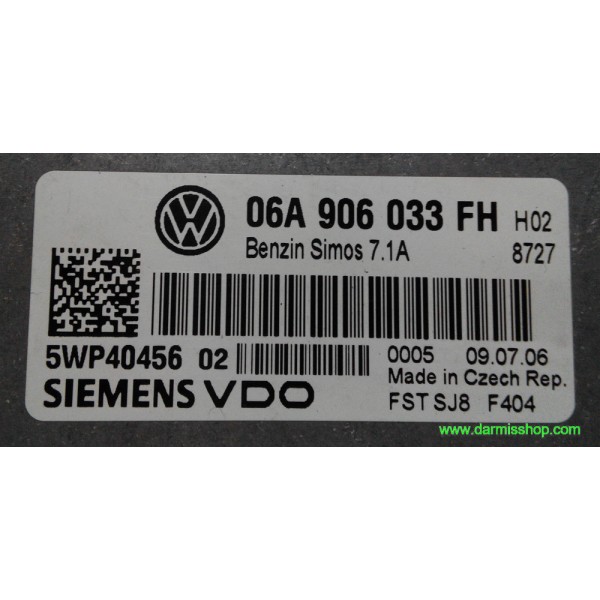 06A 906 033 FH H02
Benzin Simos 7.1A 8727
5WP40456 02 0005 09.07.06
SIEMENS VDO Made in Czech Rep.
FST SJ8 F404
www.darmisshop.com